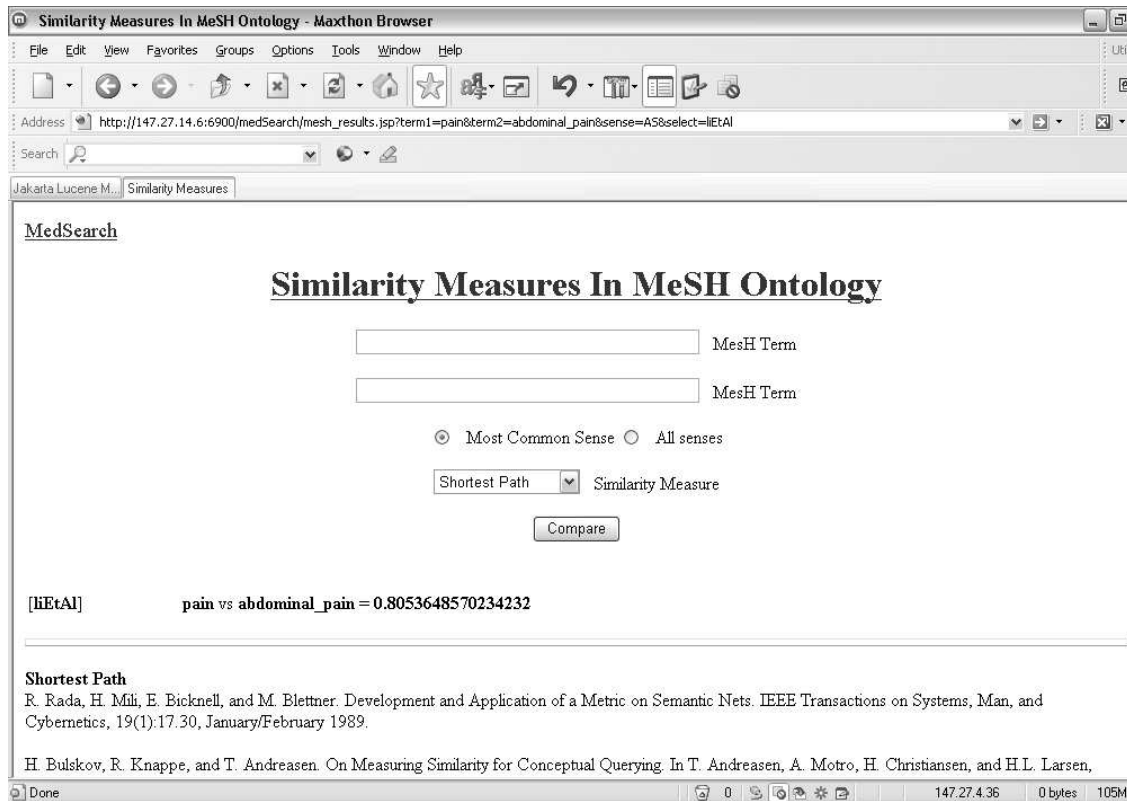 Similarity Measures In MeSH Ontology - Maxthon Browser
File Edit View Favorites Groups Options Tools Window Help
Address http://147.27.14.6:6900/medSearch/mesh_results.jsp?term1=pain&term2=abdominal_pain&sense=AS&select=liEtAl
Search
Jakarta Lucene M... Similarity Measures
MedSearch
Similarity Measures In MeSH Ontology
MesH Term
MesH Term
Most Common Sense All senses
Shortest Path Similarity Measure
Compare
[liEtAl] pain vs abdominal_pain = 0.8053648570234232
Shortest Path
R. Rada, H. Mili, E. Bicknell, and M. Blettner. Development and Application of a Metric on Semantic Nets. IEEE Transactions on Systems, Man, and
Cybernetics, 19(1):17.30, January/February 1989.
H. Bulskov, R. Knappe, and T. Andreasen. On Measuring Similarity for Conceptual Querying. In T. Andreasen, A. Motro, H. Christiansen, and H.L. Larsen,
Done 0 147.27.4.36 0 bytes 105M